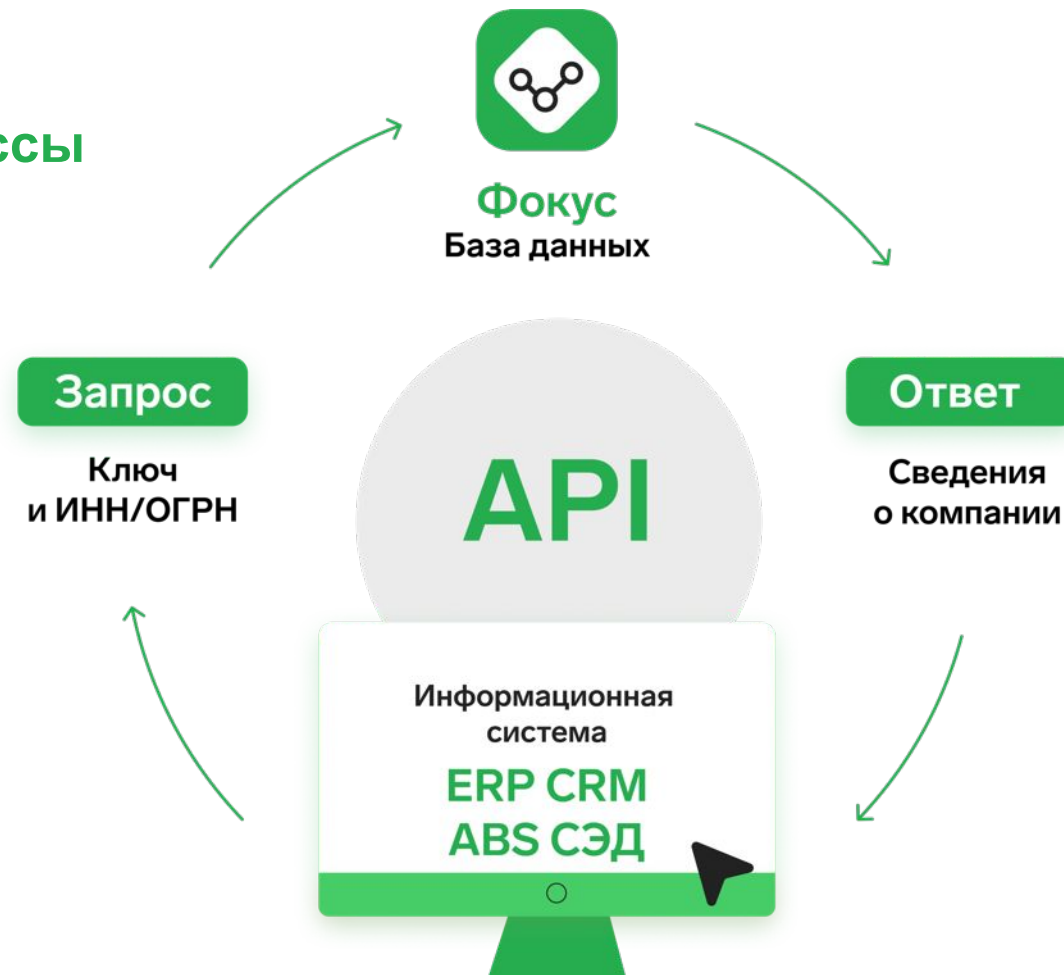 ссы
Фокус
База данных
Запрос
Ключ
и ИНН/ОГРН
API
Ответ
Сведения
о компании
Информационная
система
ERP CRM
ABS СЭД